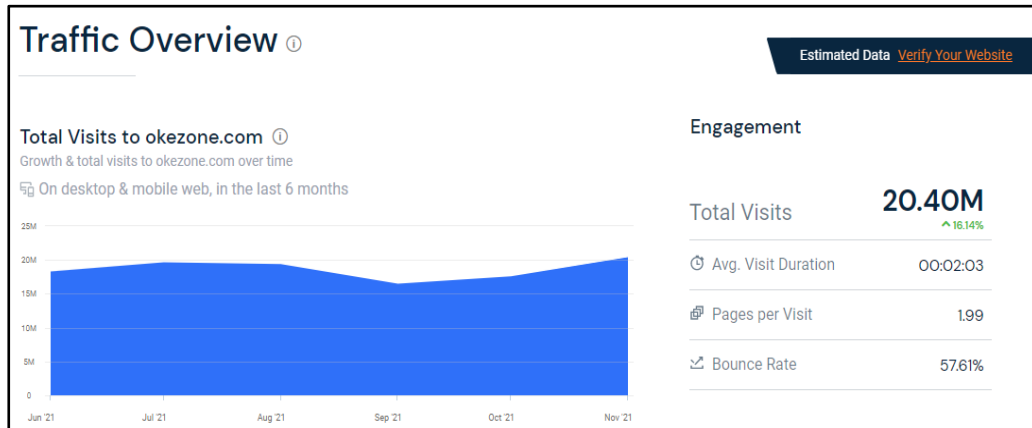 Traffic Overview
Estimated Data Verify Your Website
Total Visits to okezone.com
Growth & total visits to okezone.com over time
On desktop & mobile web, in the last 6 months
25M
20M
15M
10M
5M
0
Jun '21 Jul '21 Aug '21 Sep '21 Oct '21 Nov '21
Engagement
Total Visits 20.40M
16.14%
Avg. Visit Duration 00:02:03
Pages per Visit 1.99
Bounce Rate 57.61%